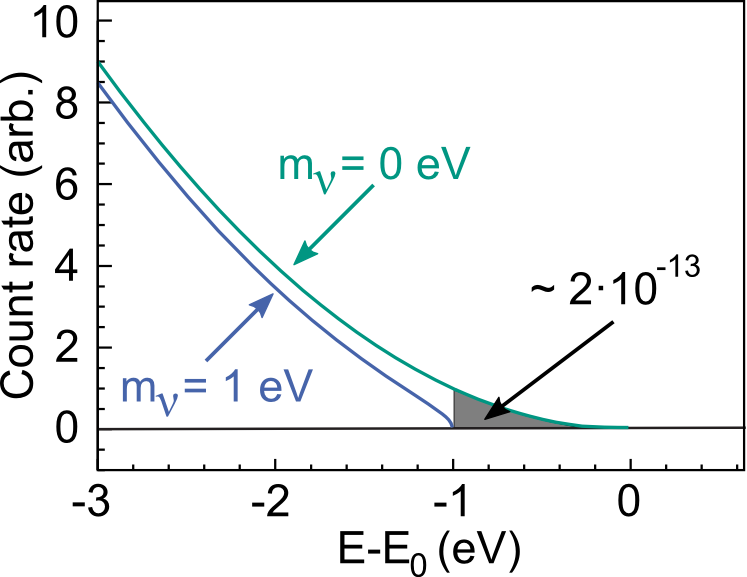 10
8
6
4
2
0
Count rate (arb.)
mν = 0 eV
~ 2·10⁻¹³
mν = 1 eV
-3 -2 -1 0
E-E₀ (eV)